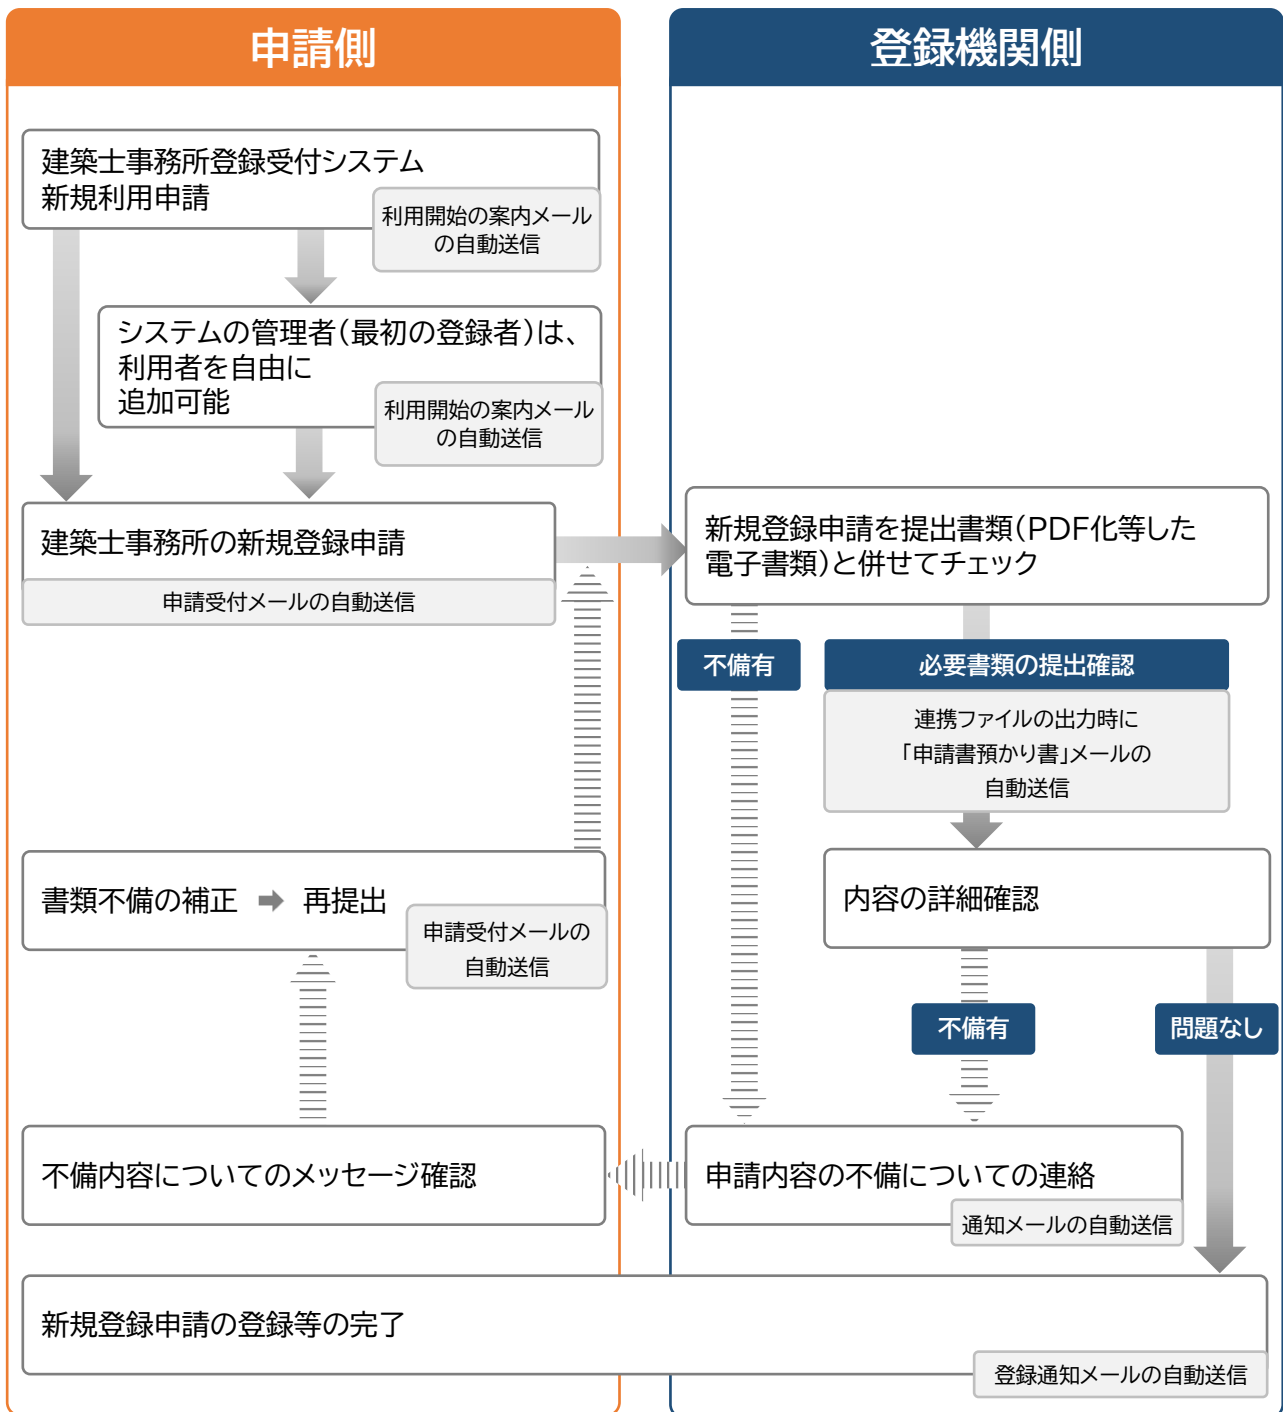 申請側
登録機関側
建築士事務所登録受付システム
新規利用申請
利用開始の案内メール
の自動送信
システムの管理者(最初の登録者)は、
利用者を自由に
追加可能
利用開始の案内メール
の自動送信
建築士事務所の新規登録申請
申請受付メールの自動送信
新規登録申請を提出書類(PDF化等した
電子書類)と併せてチェック
不備有
必要書類の提出確認
連携ファイルの出力時に
「申請書預かり書」メールの
自動送信
書類不備の補正 ➡ 再提出
申請受付メールの
自動送信
内容の詳細確認
不備有
問題なし
不備内容についてのメッセージ確認
申請内容の不備についての連絡
通知メールの自動送信
新規登録申請の登録等の完了
登録通知メールの自動送信